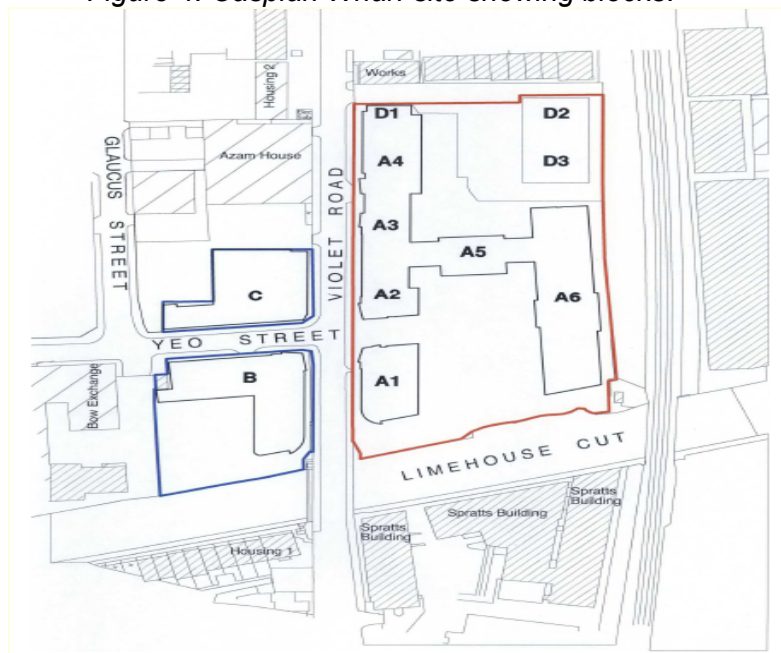 Figure 4: Caspian Wharf site showing blocks.
Works
Housing 2
D1
D2
Azam House
A4
D3
GLAUCUS STREET
VIOLET ROAD
A3
A5
C
A2
A6
YEO STREET
B
A1
Bow Exchange
LIMEHOUSE CUT
Spratts
Building
Spratts Building
Spratts
Building
Housing 1